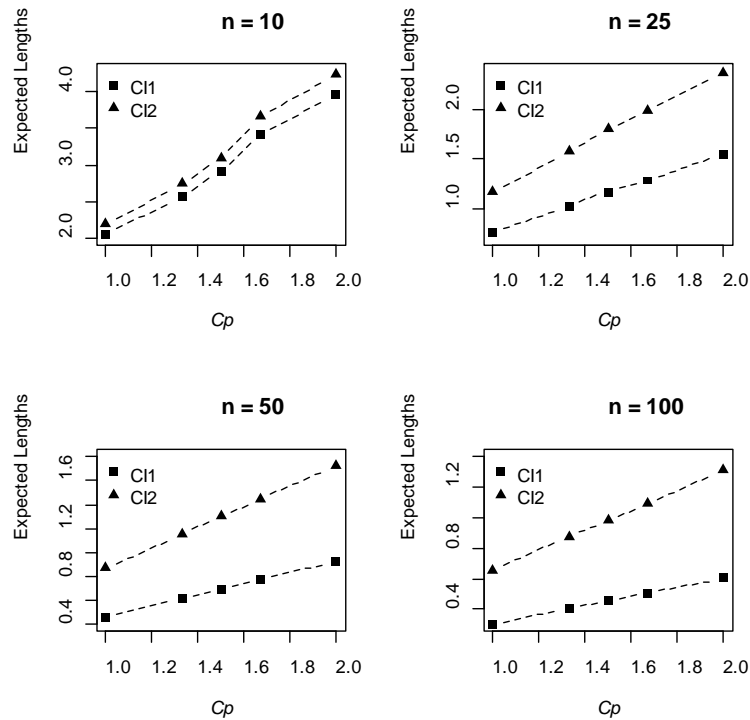 n = 10
Expected Lengths
2.0 3.0 4.0
CI1
CI2
1.0 1.2 1.4 1.6 1.8 2.0
Cp
n = 25
Expected Lengths
1.0 1.5 2.0
CI1
CI2
1.0 1.2 1.4 1.6 1.8 2.0
Cp
n = 50
Expected Lengths
0.4 0.8 1.2 1.6
CI1
CI2
1.0 1.2 1.4 1.6 1.8 2.0
Cp
n = 100
Expected Lengths
0.4 0.8 1.2
CI1
CI2
1.0 1.2 1.4 1.6 1.8 2.0
Cp